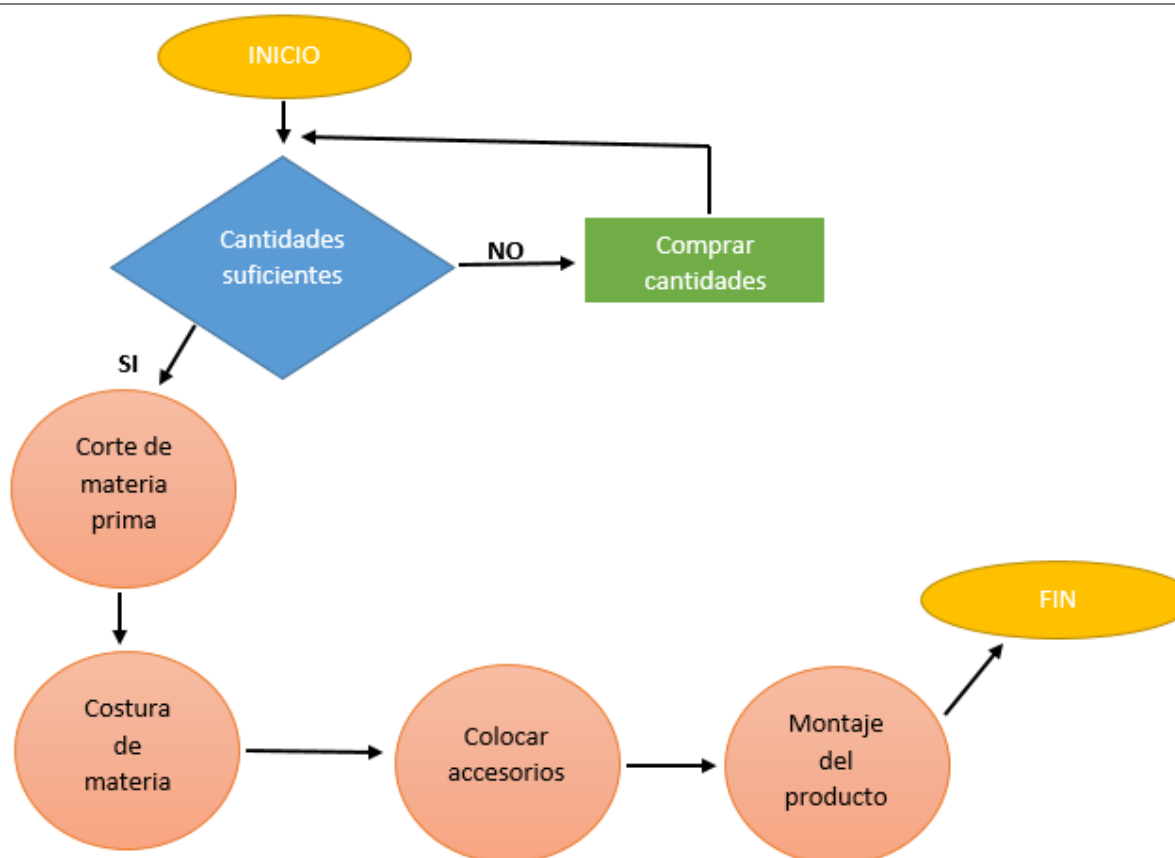 INICIO
Cantidades
suficientes
NO
Comprar
cantidades
SI
Corte de
materia
prima
Costura
de
materia
Colocar
accesorios
Montaje
del
producto
FIN